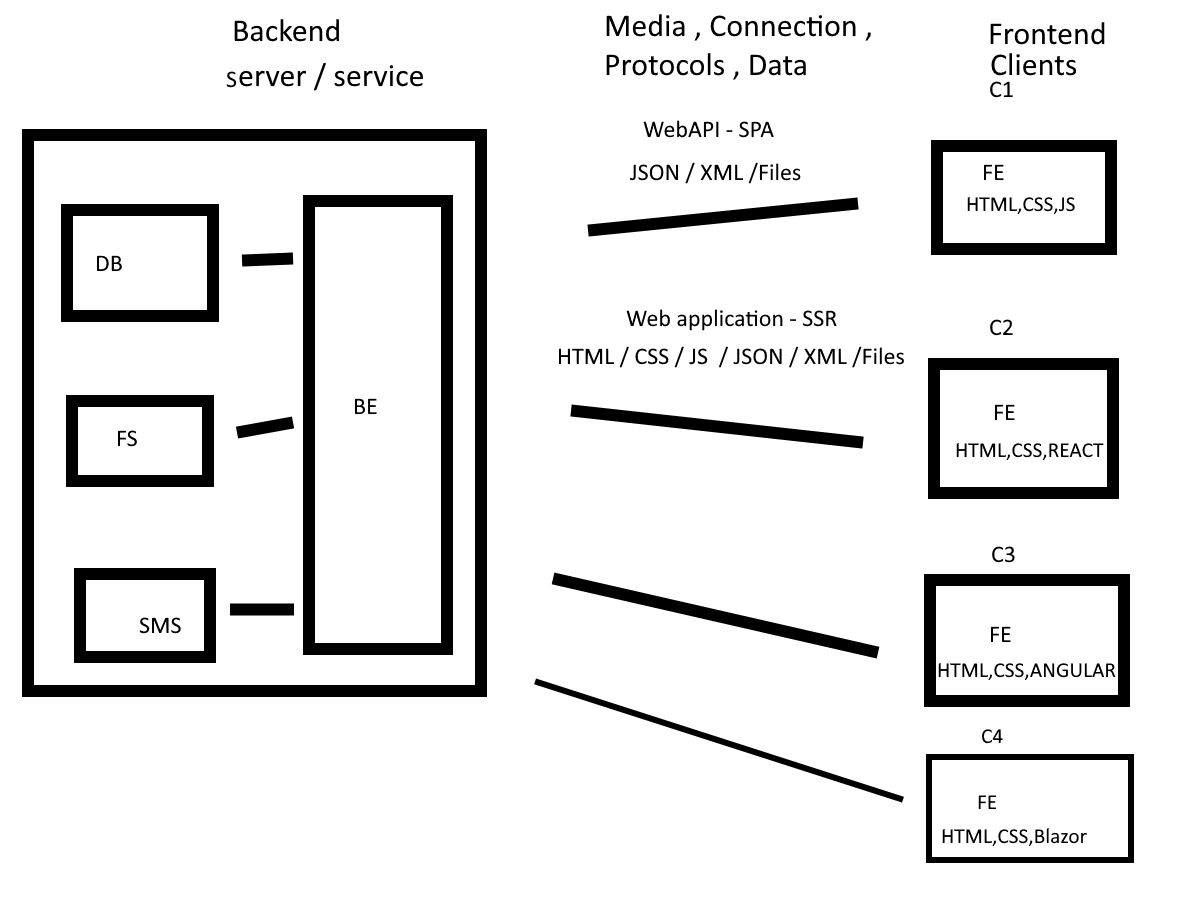 Backend
server / service
Media , Connection ,
Protocols , Data
Frontend
Clients
C1
WebAPI - SPA
JSON / XML /Files
FE
HTML,CSS,JS
DB
Web application - SSR
HTML / CSS / JS  / JSON / XML /Files
C2
FE
HTML,CSS,REACT
BE
FS
C3
FE
HTML,CSS,ANGULAR
SMS
C4
FE
HTML,CSS,Blazor